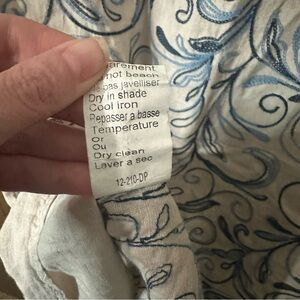 arement
not beach
pas javelliser
Dry in shade
Cool iron
Repasser a basse
Temperature
Or
Ou
Dry clean
Laver a sec
12-210-DP